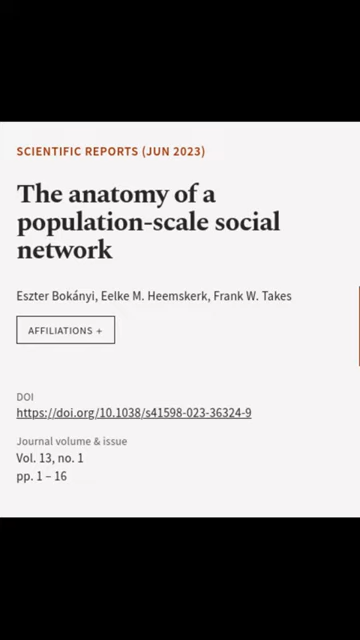 SCIENTIFIC REPORTS (JUN 2023)
The anatomy of a
population-scale social
network
Eszter Bokányi, Eelke M. Heemskerk, Frank W. Takes
AFFILIATIONS +
DOI
https://doi.org/10.1038/s41598-023-36324-9
Journal volume & issue
Vol. 13, no. 1
pp. 1 – 16